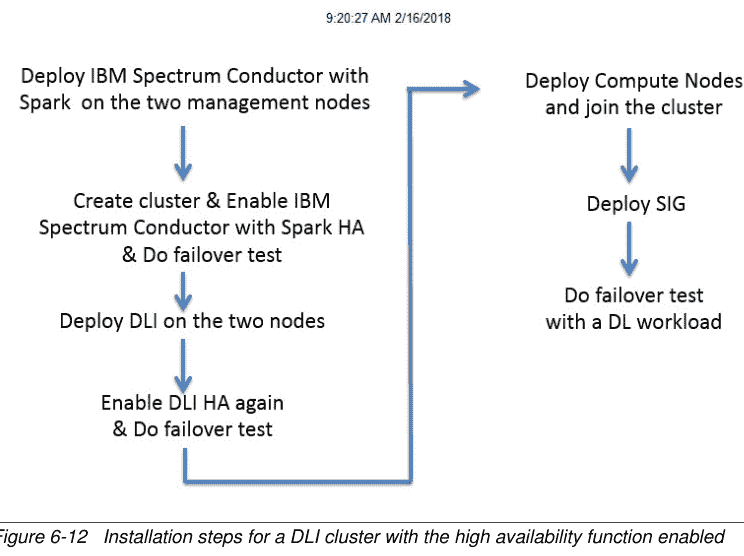 9:20:27 AM 2/16/2018
Deploy IBM Spectrum Conductor with
Spark on the two management nodes
Create cluster & Enable IBM
Spectrum Conductor with Spark HA
& Do failover test
Deploy DLI on the two nodes
Enable DLI HA again
& Do failover test
Deploy Compute Nodes
and join the cluster
Deploy SIG
Do failover test
with a DL workload
igure 6-12 Installation steps for a DLI cluster with the high availability function enabled